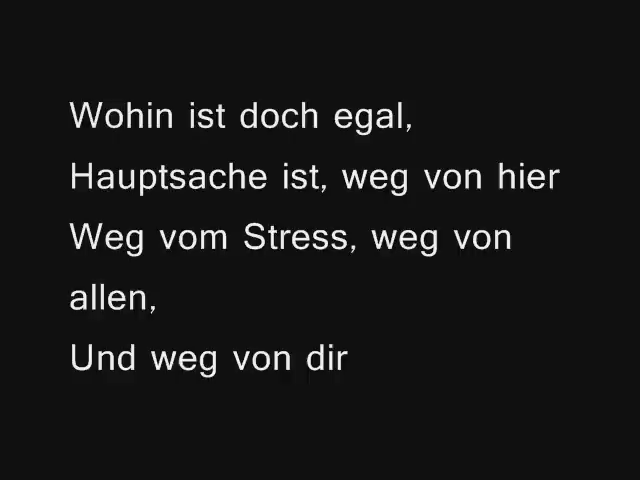 Wohin ist doch egal,
Hauptsache ist, weg von hier
Weg vom Stress, weg von
allen,
Und weg von dir